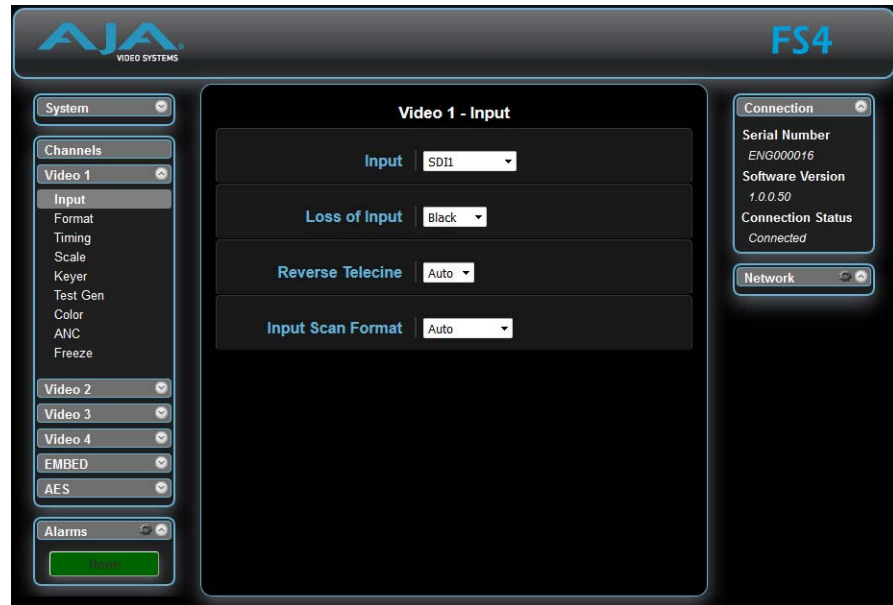 AJA
VIDEO SYSTEMS
FS4
System
Channels
Video 1
Input
Format
Timing
Scale
Keyer
Test Gen
Color
ANC
Freeze
Video 2
Video 3
Video 4
EMBED
AES
Alarms
None
Video 1 - Input
Input SDI1
Loss of Input Black
Reverse Telecine Auto
Input Scan Format Auto
Connection
Serial Number
ENG000016
Software Version
1.0.0.50
Connection Status
Connected
Network